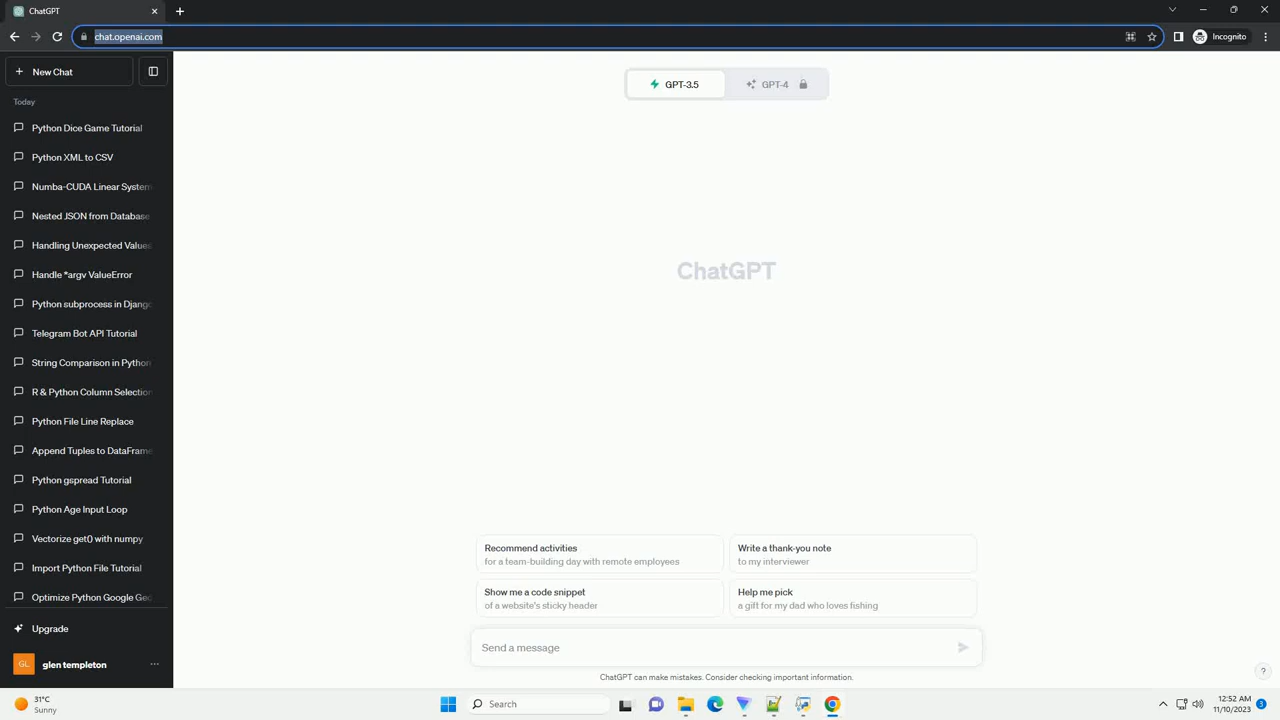 ChatGPT
chat.openai.com
Incognito
New Chat
Today
Python Dice Game Tutorial
Python XML to CSV
Numba-CUDA Linear System
Nested JSON from Database
Handling Unexpected Values
Handle *argv ValueError
Python subprocess in Django
Telegram Bot API Tutorial
String Comparison in Python
R & Python Column Selection
Python File Line Replace
Append Tuples to DataFrame
Python gspread Tutorial
Python Age Input Loop
Vectorize get() with numpy
Import Python File Tutorial
Optimize Python Google Geo
Upgrade
GL glen templeton
GPT-3.5
GPT-4
ChatGPT
Recommend activities
for a team-building day with remote employees
Write a thank-you note
to my interviewer
Show me a code snippet
of a website's sticky header
Help me pick
a gift for my dad who loves fishing
Send a message
ChatGPT can make mistakes. Consider checking important information.
?
31°C
Sunny
Search
12:52 AM
11/10/2023
3